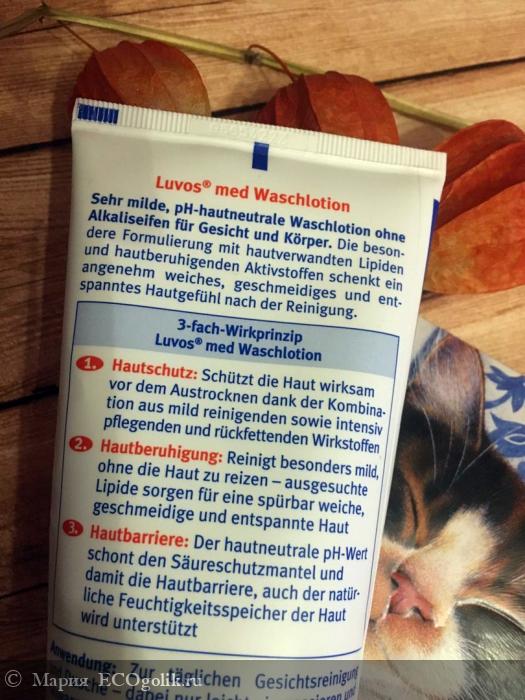 Luvos® med Waschlotion
Sehr milde, pH-hautneutrale Waschlotion ohne
Alkaliseifen für Gesicht und Körper. Die beson-
dere Formulierung mit hautverwandten Lipiden
und hautberuhigenden Aktivstoffen schenkt ein
angenehm weiches, geschmeidiges und ent-
spanntes Hautgefühl nach der Reinigung.
3-fach-Wirkprinzip
Luvos® med Waschlotion
1. Hautschutz: Schützt die Haut wirksam
vor dem Austrocknen dank der Kombina-
tion aus mild reinigenden sowie intensiv
pflegenden und rückfettenden Wirkstoffen
2. Hautberuhigung: Reinigt besonders mild,
ohne die Haut zu reizen – ausgesuchte
Lipide sorgen für eine spürbar weiche,
geschmeidige und entspannte Haut
3. Hautbarriere: Der hautneutrale pH-Wert
schont den Säureschutzmantel und
damit die Hautbarriere, auch der natür-
liche Feuchtigkeitsspeicher der Haut
wird unterstützt
Anwendung: Zur täglichen Gesichtsreinigung
– dabei nur leicht
© Мария ECOgolik.ru